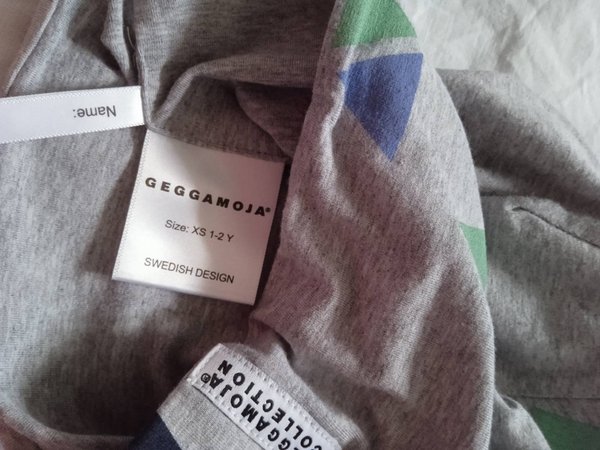 Name:
GEGGAMOJA®
Size: XS 1-2 Y
SWEDISH DESIGN
GEGGAMOJA®
COLLECTION